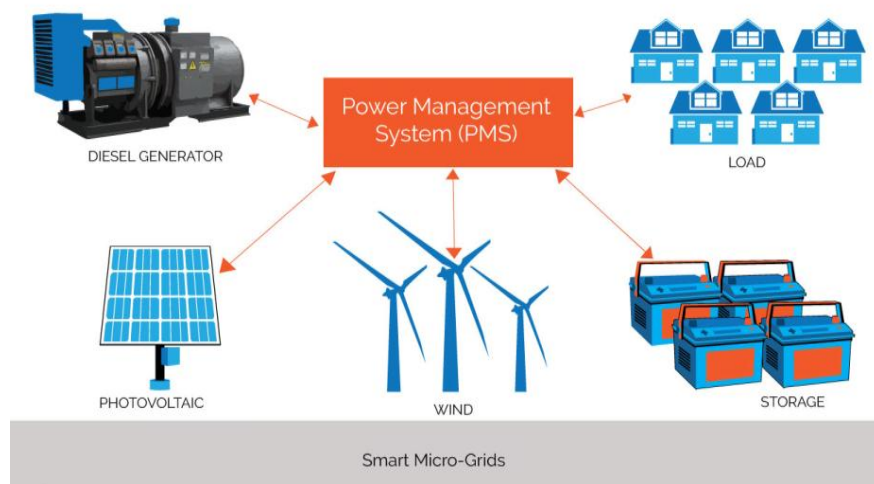 Power Management
System (PMS)
DIESEL GENERATOR
LOAD
PHOTOVOLTAIC
WIND
STORAGE
Smart Micro-Grids